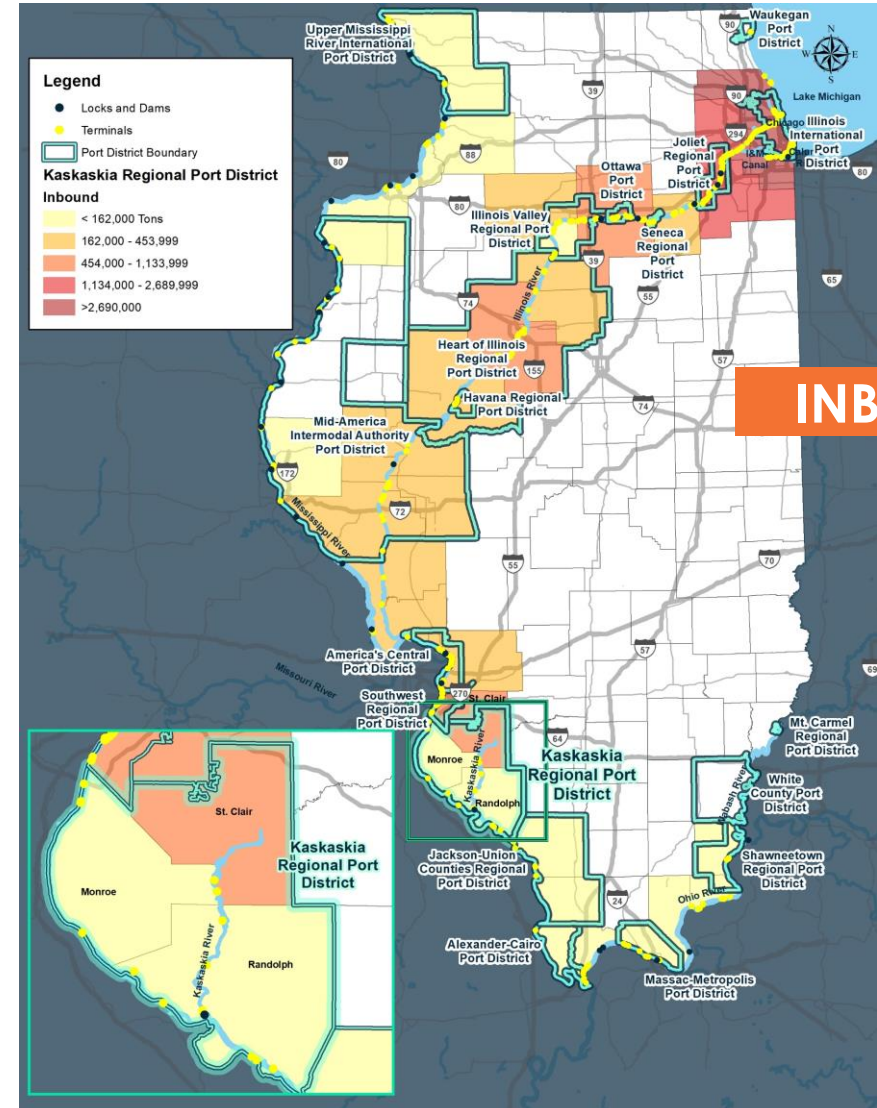 Upper Mississippi
River International
Port District
Waukegan
Port
District
N
W
E
S
Legend
Locks and Dams
Terminals
Port District Boundary
Kaskaskia Regional Port District
Inbound
< 162,000 Tons
162,000 - 453,999
454,000 - 1,133,999
1,134,000 - 2,689,999
>2,690,000
90
39
90
Lake Michigan
Chicago
294
Illinois
International
Port
District
Joliet
Regional
Port
District
I&M
Canal
80
88
80
80
Ottawa
Port
District
Illinois Valley
Regional Port
District
Seneca
Regional
Port
District
39
55
65
74
Illinois River
57
Heart of Illinois
Regional
Port District
155
Havana Regional
Port District
74
INB
Mid-America
Intermodal Authority
Port District
172
Mississippi River
72
55
70
57
America's Central
Port District
Missouri River
69
Southwest
Regional
Port District
270
St. Clair
64
Monroe
Kaskaskia River
Randolph
Kaskaskia
Regional Port
District
Mt. Carmel
Regional
Port District
Wabash River
White
County Port
District
Jackson-Union
Counties Regional
Port District
Shawneetown
Regional Port
District
24
Ohio River
Alexander-Cairo
Port District
Massac-Metropolis
Port District
St. Clair
Kaskaskia
Regional Port
District
Monroe
Kaskaskia River
Randolph